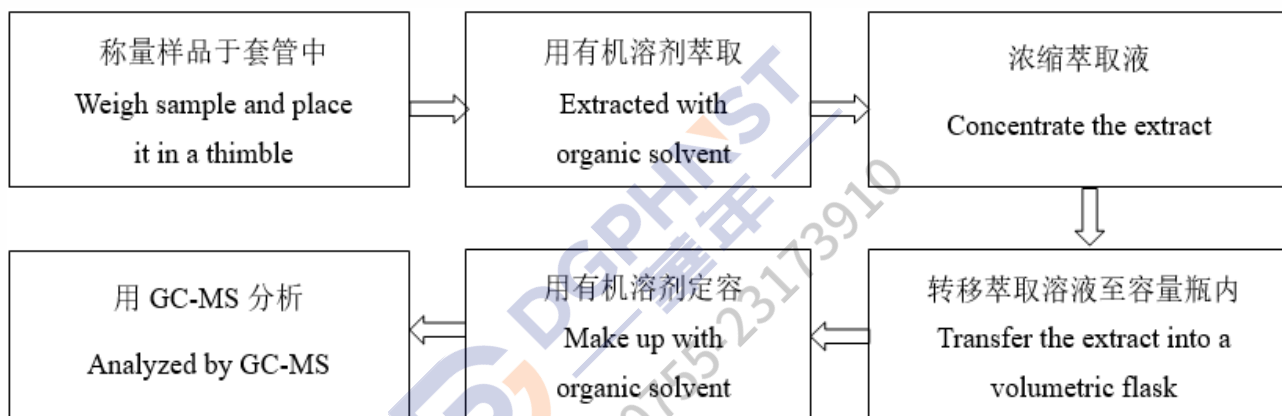 称量样品于套管中
Weigh sample and place
it in a thimble
用有机溶剂萃取
Extracted with
organic solvent
浓缩萃取液
Concentrate the extract
转移萃取溶液至容量瓶内
Transfer the extract into a
volumetric flask
用有机溶剂定容
Make up with
organic solvent
用 GC-MS 分析
Analyzed by GC-MS
DGPHNST
0755-23173910